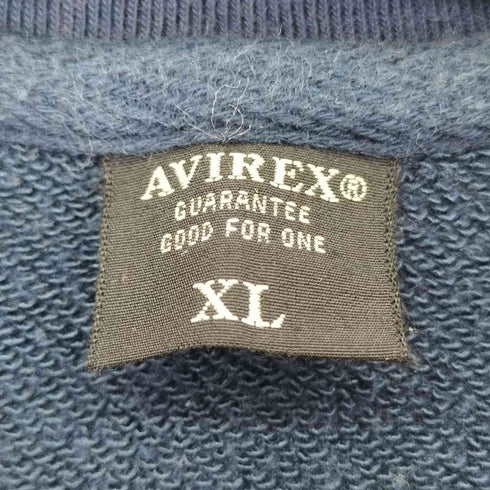 AVIREX®
GUARANTEE
GOOD FOR ONE
XL